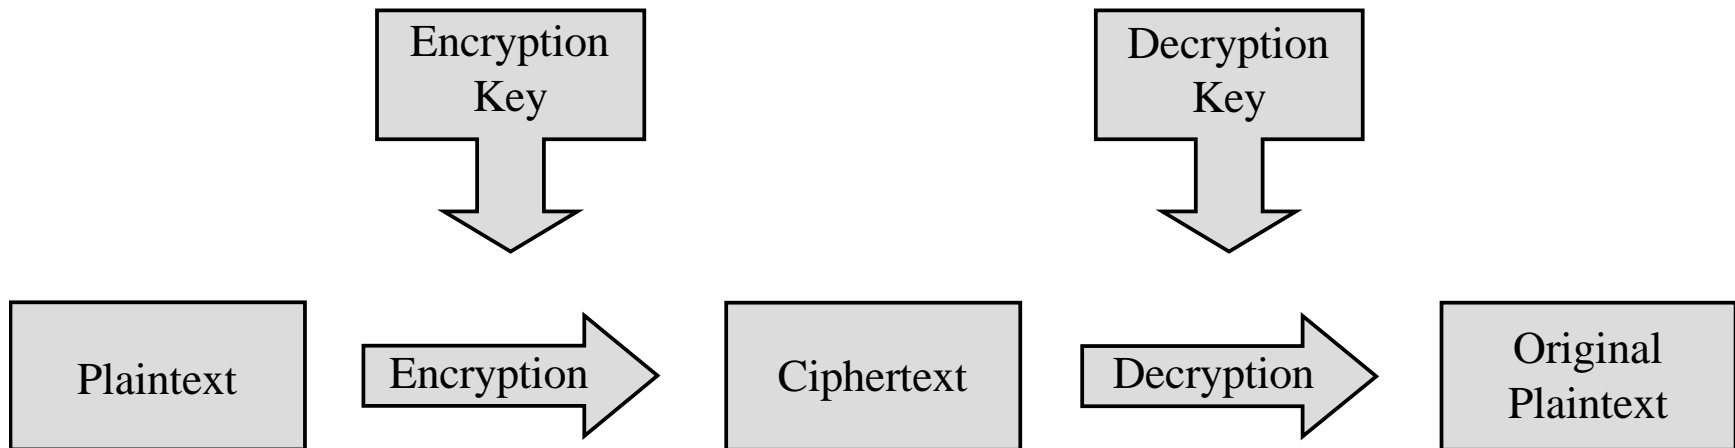 Encryption
Key
Decryption
Key
Plaintext
Encryption
Ciphertext
Decryption
Original
Plaintext